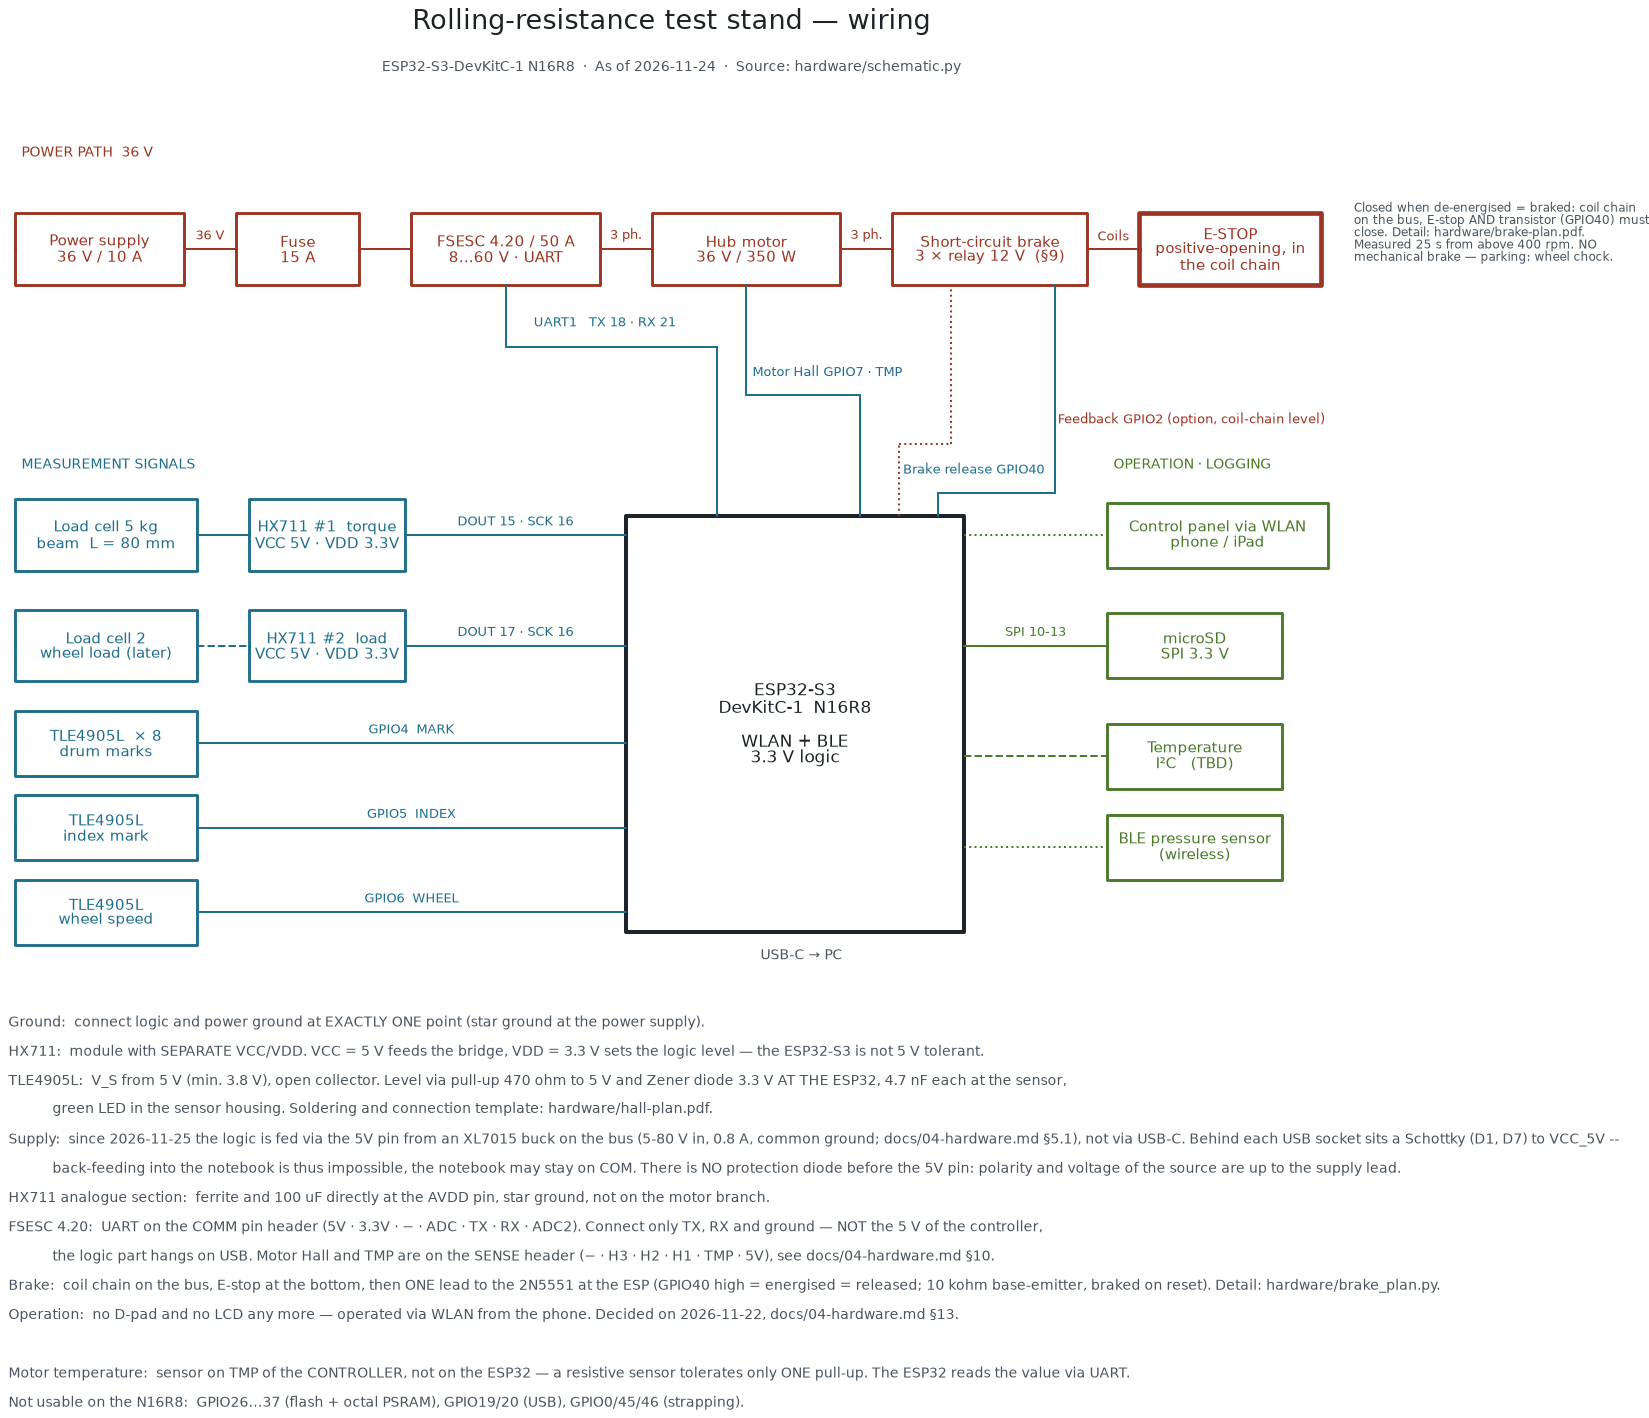 Rolling-resistance test stand — wiring
ESP32-S3-DevKitC-1 N16R8  ·  As of 2026-11-24  ·  Source: hardware/schematic.py
POWER PATH  36 V
Power supply
36 V / 10 A
36 V
Fuse
15 A
FSESC 4.20 / 50 A
8…60 V · UART
3 ph.
Hub motor
36 V / 350 W
3 ph.
Short-circuit brake
3 × relay 12 V  (§9)
Coils
E-STOP
positive-opening, in
the coil chain
Closed when de-energised = braked: coil chain
on the bus, E-stop AND transistor (GPIO40) must
close. Detail: hardware/brake-plan.pdf.
Measured 25 s from above 400 rpm. NO
mechanical brake — parking: wheel chock.
UART1   TX 18 · RX 21
Motor Hall GPIO7 · TMP
Feedback GPIO2 (option, coil-chain level)
Brake release GPIO40
MEASUREMENT SIGNALS
OPERATION · LOGGING
Load cell 5 kg
beam  L = 80 mm
HX711 #1  torque
VCC 5V · VDD 3.3V
DOUT 15 · SCK 16
Load cell 2
wheel load (later)
HX711 #2  load
VCC 5V · VDD 3.3V
DOUT 17 · SCK 16
TLE4905L  × 8
drum marks
GPIO4  MARK
TLE4905L
index mark
GPIO5  INDEX
TLE4905L
wheel speed
GPIO6  WHEEL
ESP32-S3
DevKitC-1  N16R8
WLAN + BLE
3.3 V logic
USB-C → PC
Control panel via WLAN
phone / iPad
SPI 10-13
microSD
SPI 3.3 V
Temperature
I²C   (TBD)
BLE pressure sensor
(wireless)
Ground:  connect logic and power ground at EXACTLY ONE point (star ground at the power supply).
HX711:  module with SEPARATE VCC/VDD. VCC = 5 V feeds the bridge, VDD = 3.3 V sets the logic level — the ESP32-S3 is not 5 V tolerant.
TLE4905L:  V_S from 5 V (min. 3.8 V), open collector. Level via pull-up 470 ohm to 5 V and Zener diode 3.3 V AT THE ESP32, 4.7 nF each at the sensor,
green LED in the sensor housing. Soldering and connection template: hardware/hall-plan.pdf.
Supply:  since 2026-11-25 the logic is fed via the 5V pin from an XL7015 buck on the bus (5-80 V in, 0.8 A, common ground; docs/04-hardware.md §5.1), not via USB-C. Behind each USB socket sits a Schottky (D1, D7) to VCC_5V --
back-feeding into the notebook is thus impossible, the notebook may stay on COM. There is NO protection diode before the 5V pin: polarity and voltage of the source are up to the supply lead.
HX711 analogue section:  ferrite and 100 uF directly at the AVDD pin, star ground, not on the motor branch.
FSESC 4.20:  UART on the COMM pin header (5V · 3.3V · − · ADC · TX · RX · ADC2). Connect only TX, RX and ground — NOT the 5 V of the controller,
the logic part hangs on USB. Motor Hall and TMP are on the SENSE header (− · H3 · H2 · H1 · TMP · 5V), see docs/04-hardware.md §10.
Brake:  coil chain on the bus, E-stop at the bottom, then ONE lead to the 2N5551 at the ESP (GPIO40 high = energised = released; 10 kohm base-emitter, braked on reset). Detail: hardware/brake_plan.py.
Operation:  no D-pad and no LCD any more — operated via WLAN from the phone. Decided on 2026-11-22, docs/04-hardware.md §13.
Motor temperature:  sensor on TMP of the CONTROLLER, not on the ESP32 — a resistive sensor tolerates only ONE pull-up. The ESP32 reads the value via UART.
Not usable on the N16R8:  GPIO26…37 (flash + octal PSRAM), GPIO19/20 (USB), GPIO0/45/46 (strapping).